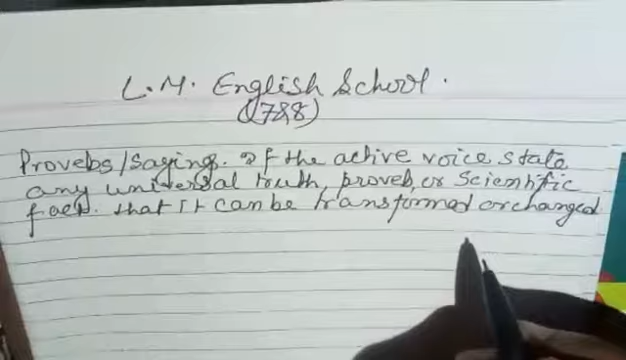 L.M. English School.
(788)
Proverbs/Saying. If the active voice state
any universal truth, proverb, or Scientific
fact. that it can be transformed or changed